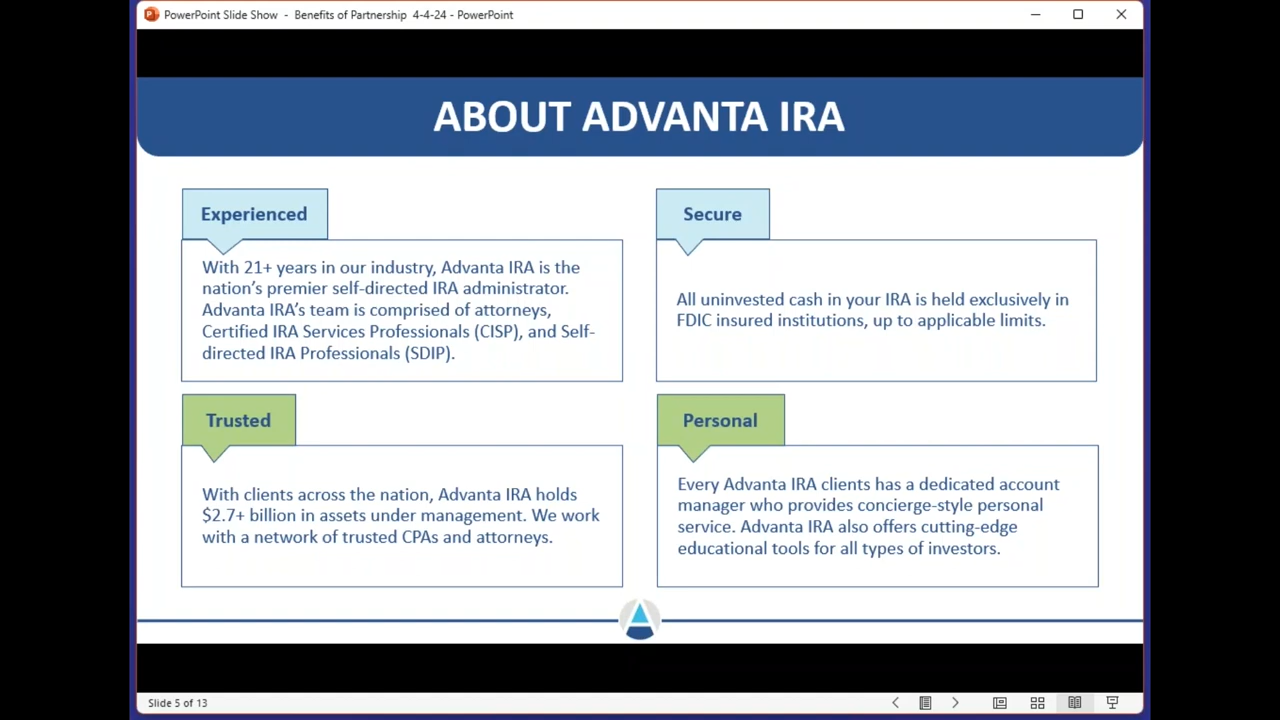 PowerPoint Slide Show - Benefits of Partnership 4-4-24 - PowerPoint
ABOUT ADVANTA IRA
Experienced
With 21+ years in our industry, Advanta IRA is the
nation's premier self-directed IRA administrator.
Advanta IRA's team is comprised of attorneys,
Certified IRA Services Professionals (CISP), and Self-
directed IRA Professionals (SDIP).
Secure
All uninvested cash in your IRA is held exclusively in
FDIC insured institutions, up to applicable limits.
Trusted
With clients across the nation, Advanta IRA holds
$2.7+ billion in assets under management. We work
with a network of trusted CPAs and attorneys.
Personal
Every Advanta IRA clients has a dedicated account
manager who provides concierge-style personal
service. Advanta IRA also offers cutting-edge
educational tools for all types of investors.
Slide 5 of 13